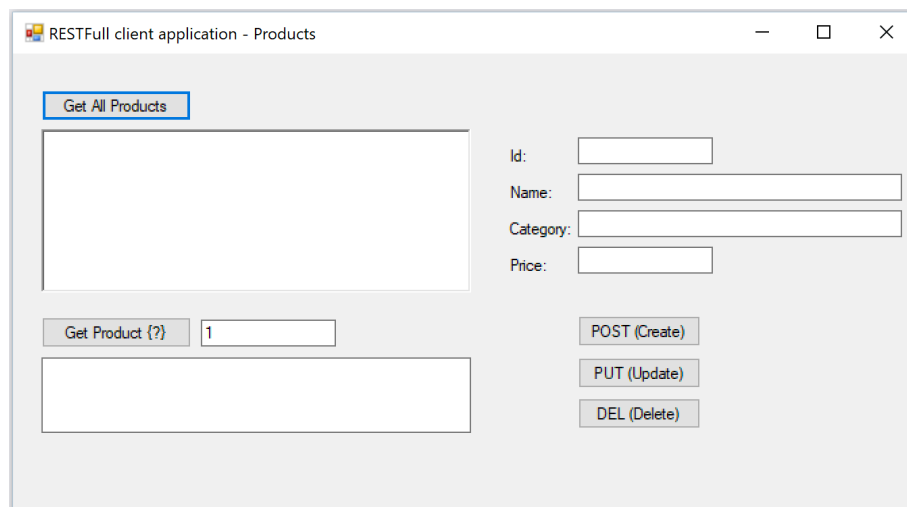 RESTFull client application - Products
Get All Products
Id:
Name:
Category:
Price:
Get Product {?}
1
POST (Create)
PUT (Update)
DEL (Delete)